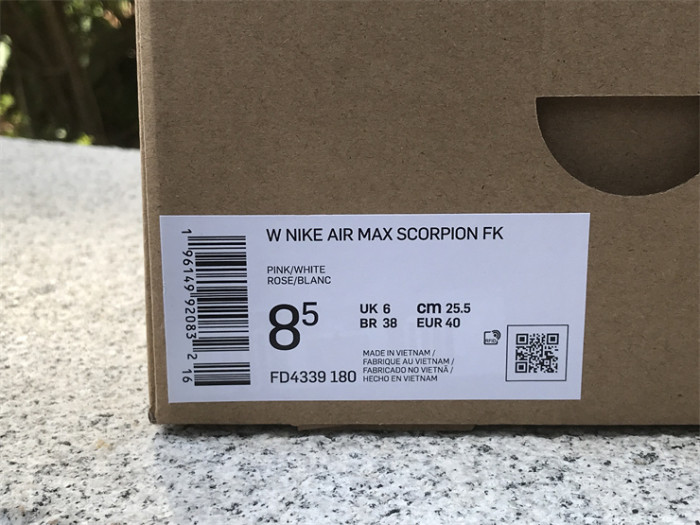 W NIKE AIR MAX SCORPION FK
PINK/WHITE
ROSE/BLANC
8⁵
UK 6 cm 25.5
BR 38 EUR 40
MADE IN VIETNAM /
FABRIQUE AU VIETNAM /
FABRICADO NO VIETNÃ /
HECHO EN VIETNAM
FD4339 180
1 96149 92083 2 16